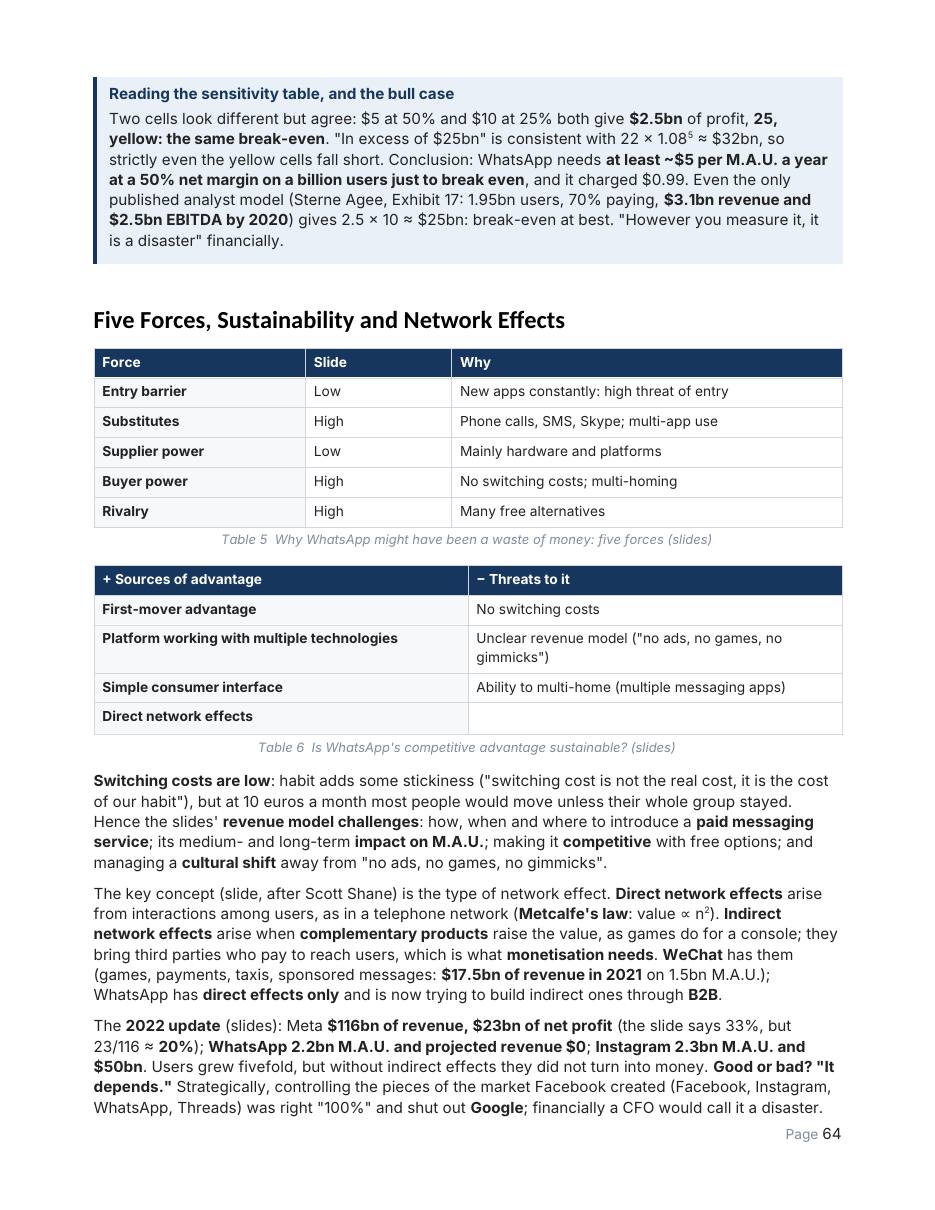 Reading the sensitivity table, and the bull case
Two cells look different but agree: $5 at 50% and $10 at 25% both give $2.5bn of profit, 25,
yellow: the same break-even. "In excess of $25bn" is consistent with 22 × 1.08⁵ ≈ $32bn, so
strictly even the yellow cells fall short. Conclusion: WhatsApp needs at least ~$5 per M.A.U. a year
at a 50% net margin on a billion users just to break even, and it charged $0.99. Even the only
published analyst model (Sterne Agee, Exhibit 17: 1.95bn users, 70% paying, $3.1bn revenue and
$2.5bn EBITDA by 2020) gives 2.5 × 10 ≈ $25bn: break-even at best. "However you measure it, it
is a disaster" financially.
Five Forces, Sustainability and Network Effects
Force Slide Why
Entry barrier Low New apps constantly: high threat of entry
Substitutes High Phone calls, SMS, Skype; multi-app use
Supplier power Low Mainly hardware and platforms
Buyer power High No switching costs; multi-homing
Rivalry High Many free alternatives
Table 5 Why WhatsApp might have been a waste of money: five forces (slides)
+ Sources of advantage − Threats to it
First-mover advantage No switching costs
Platform working with multiple technologies Unclear revenue model ("no ads, no games, no
gimmicks")
Simple consumer interface Ability to multi-home (multiple messaging apps)
Direct network effects
Table 6 Is WhatsApp's competitive advantage sustainable? (slides)
Switching costs are low: habit adds some stickiness ("switching cost is not the real cost, it is the cost
of our habit"), but at 10 euros a month most people would move unless their whole group stayed.
Hence the slides' revenue model challenges: how, when and where to introduce a paid messaging
service; its medium- and long-term impact on M.A.U.; making it competitive with free options; and
managing a cultural shift away from "no ads, no games, no gimmicks".
The key concept (slide, after Scott Shane) is the type of network effect. Direct network effects arise
from interactions among users, as in a telephone network (Metcalfe's law: value ∝ n²). Indirect
network effects arise when complementary products raise the value, as games do for a console; they
bring third parties who pay to reach users, which is what monetisation needs. WeChat has them
(games, payments, taxis, sponsored messages: $17.5bn of revenue in 2021 on 1.5bn M.A.U.);
WhatsApp has direct effects only and is now trying to build indirect ones through B2B.
The 2022 update (slides): Meta $116bn of revenue, $23bn of net profit (the slide says 33%, but
23/116 ≈ 20%); WhatsApp 2.2bn M.A.U. and projected revenue $0; Instagram 2.3bn M.A.U. and
$50bn. Users grew fivefold, but without indirect effects they did not turn into money. Good or bad? "It
depends." Strategically, controlling the pieces of the market Facebook created (Facebook, Instagram,
WhatsApp, Threads) was right "100%" and shut out Google; financially a CFO would call it a disaster.
Page 64